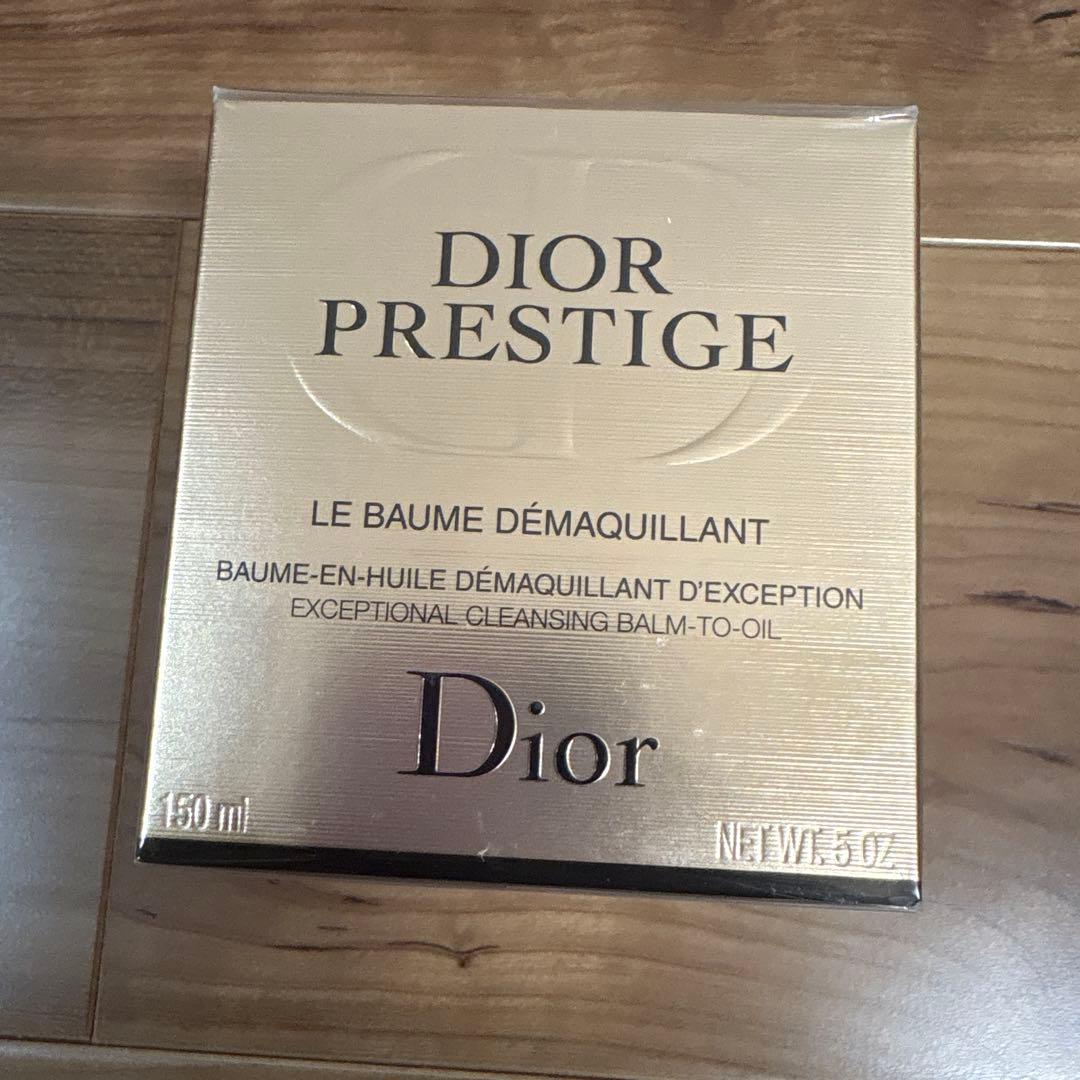 DIOR
PRESTIGE
LE BAUME DÉMAQUILLANT
BAUME-EN-HUILE DÉMAQUILLANT D'EXCEPTION
EXCEPTIONAL CLEANSING BALM-TO-OIL
Dior
150 ml
NET WT. 5 OZ.